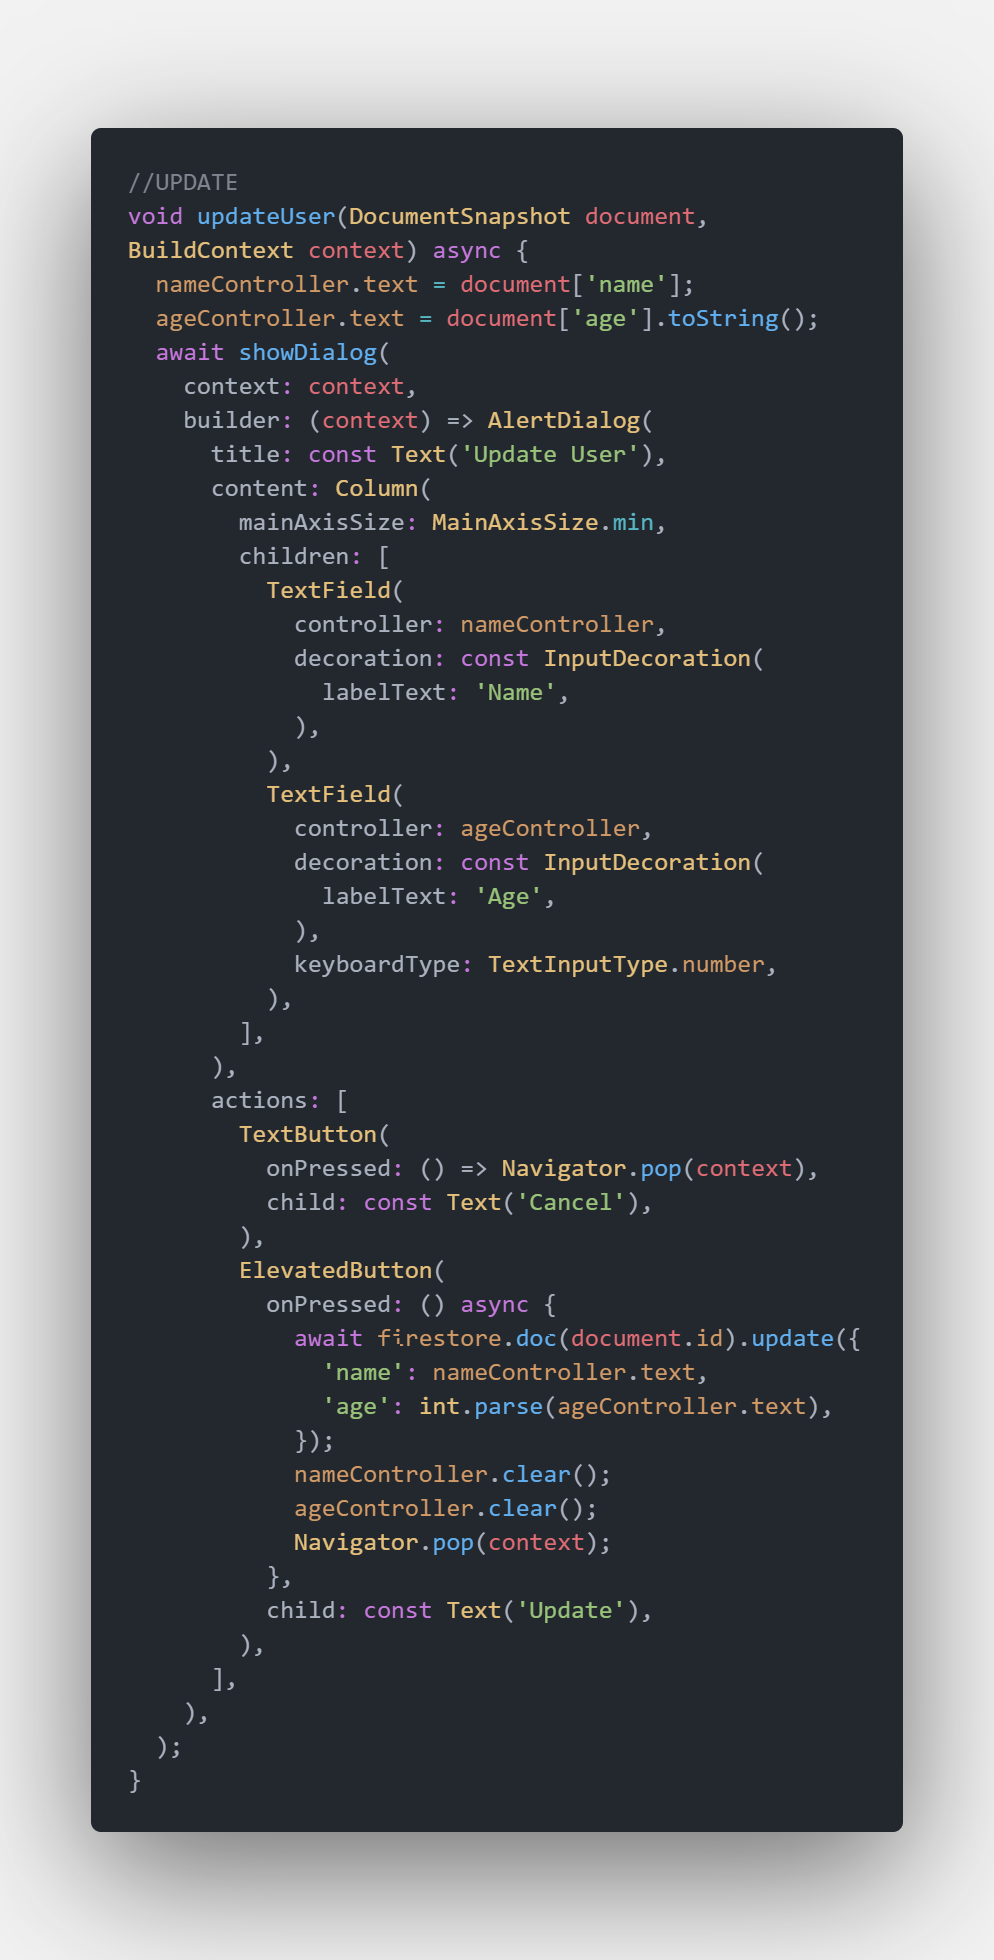 //UPDATE
void updateUser(DocumentSnapshot document,
BuildContext context) async {
  nameController.text = document['name'];
  ageController.text = document['age'].toString();
  await showDialog(
    context: context,
    builder: (context) => AlertDialog(
      title: const Text('Update User'),
      content: Column(
        mainAxisSize: MainAxisSize.min,
        children: [
          TextField(
            controller: nameController,
            decoration: const InputDecoration(
              labelText: 'Name',
            ),
          ),
          TextField(
            controller: ageController,
            decoration: const InputDecoration(
              labelText: 'Age',
            ),
            keyboardType: TextInputType.number,
          ),
        ],
      ),
      actions: [
        TextButton(
          onPressed: () => Navigator.pop(context),
          child: const Text('Cancel'),
        ),
        ElevatedButton(
          onPressed: () async {
            await firestore.doc(document.id).update({
              'name': nameController.text,
              'age': int.parse(ageController.text),
            });
            nameController.clear();
            ageController.clear();
            Navigator.pop(context);
          },
          child: const Text('Update'),
        ),
      ],
    ),
  );
}